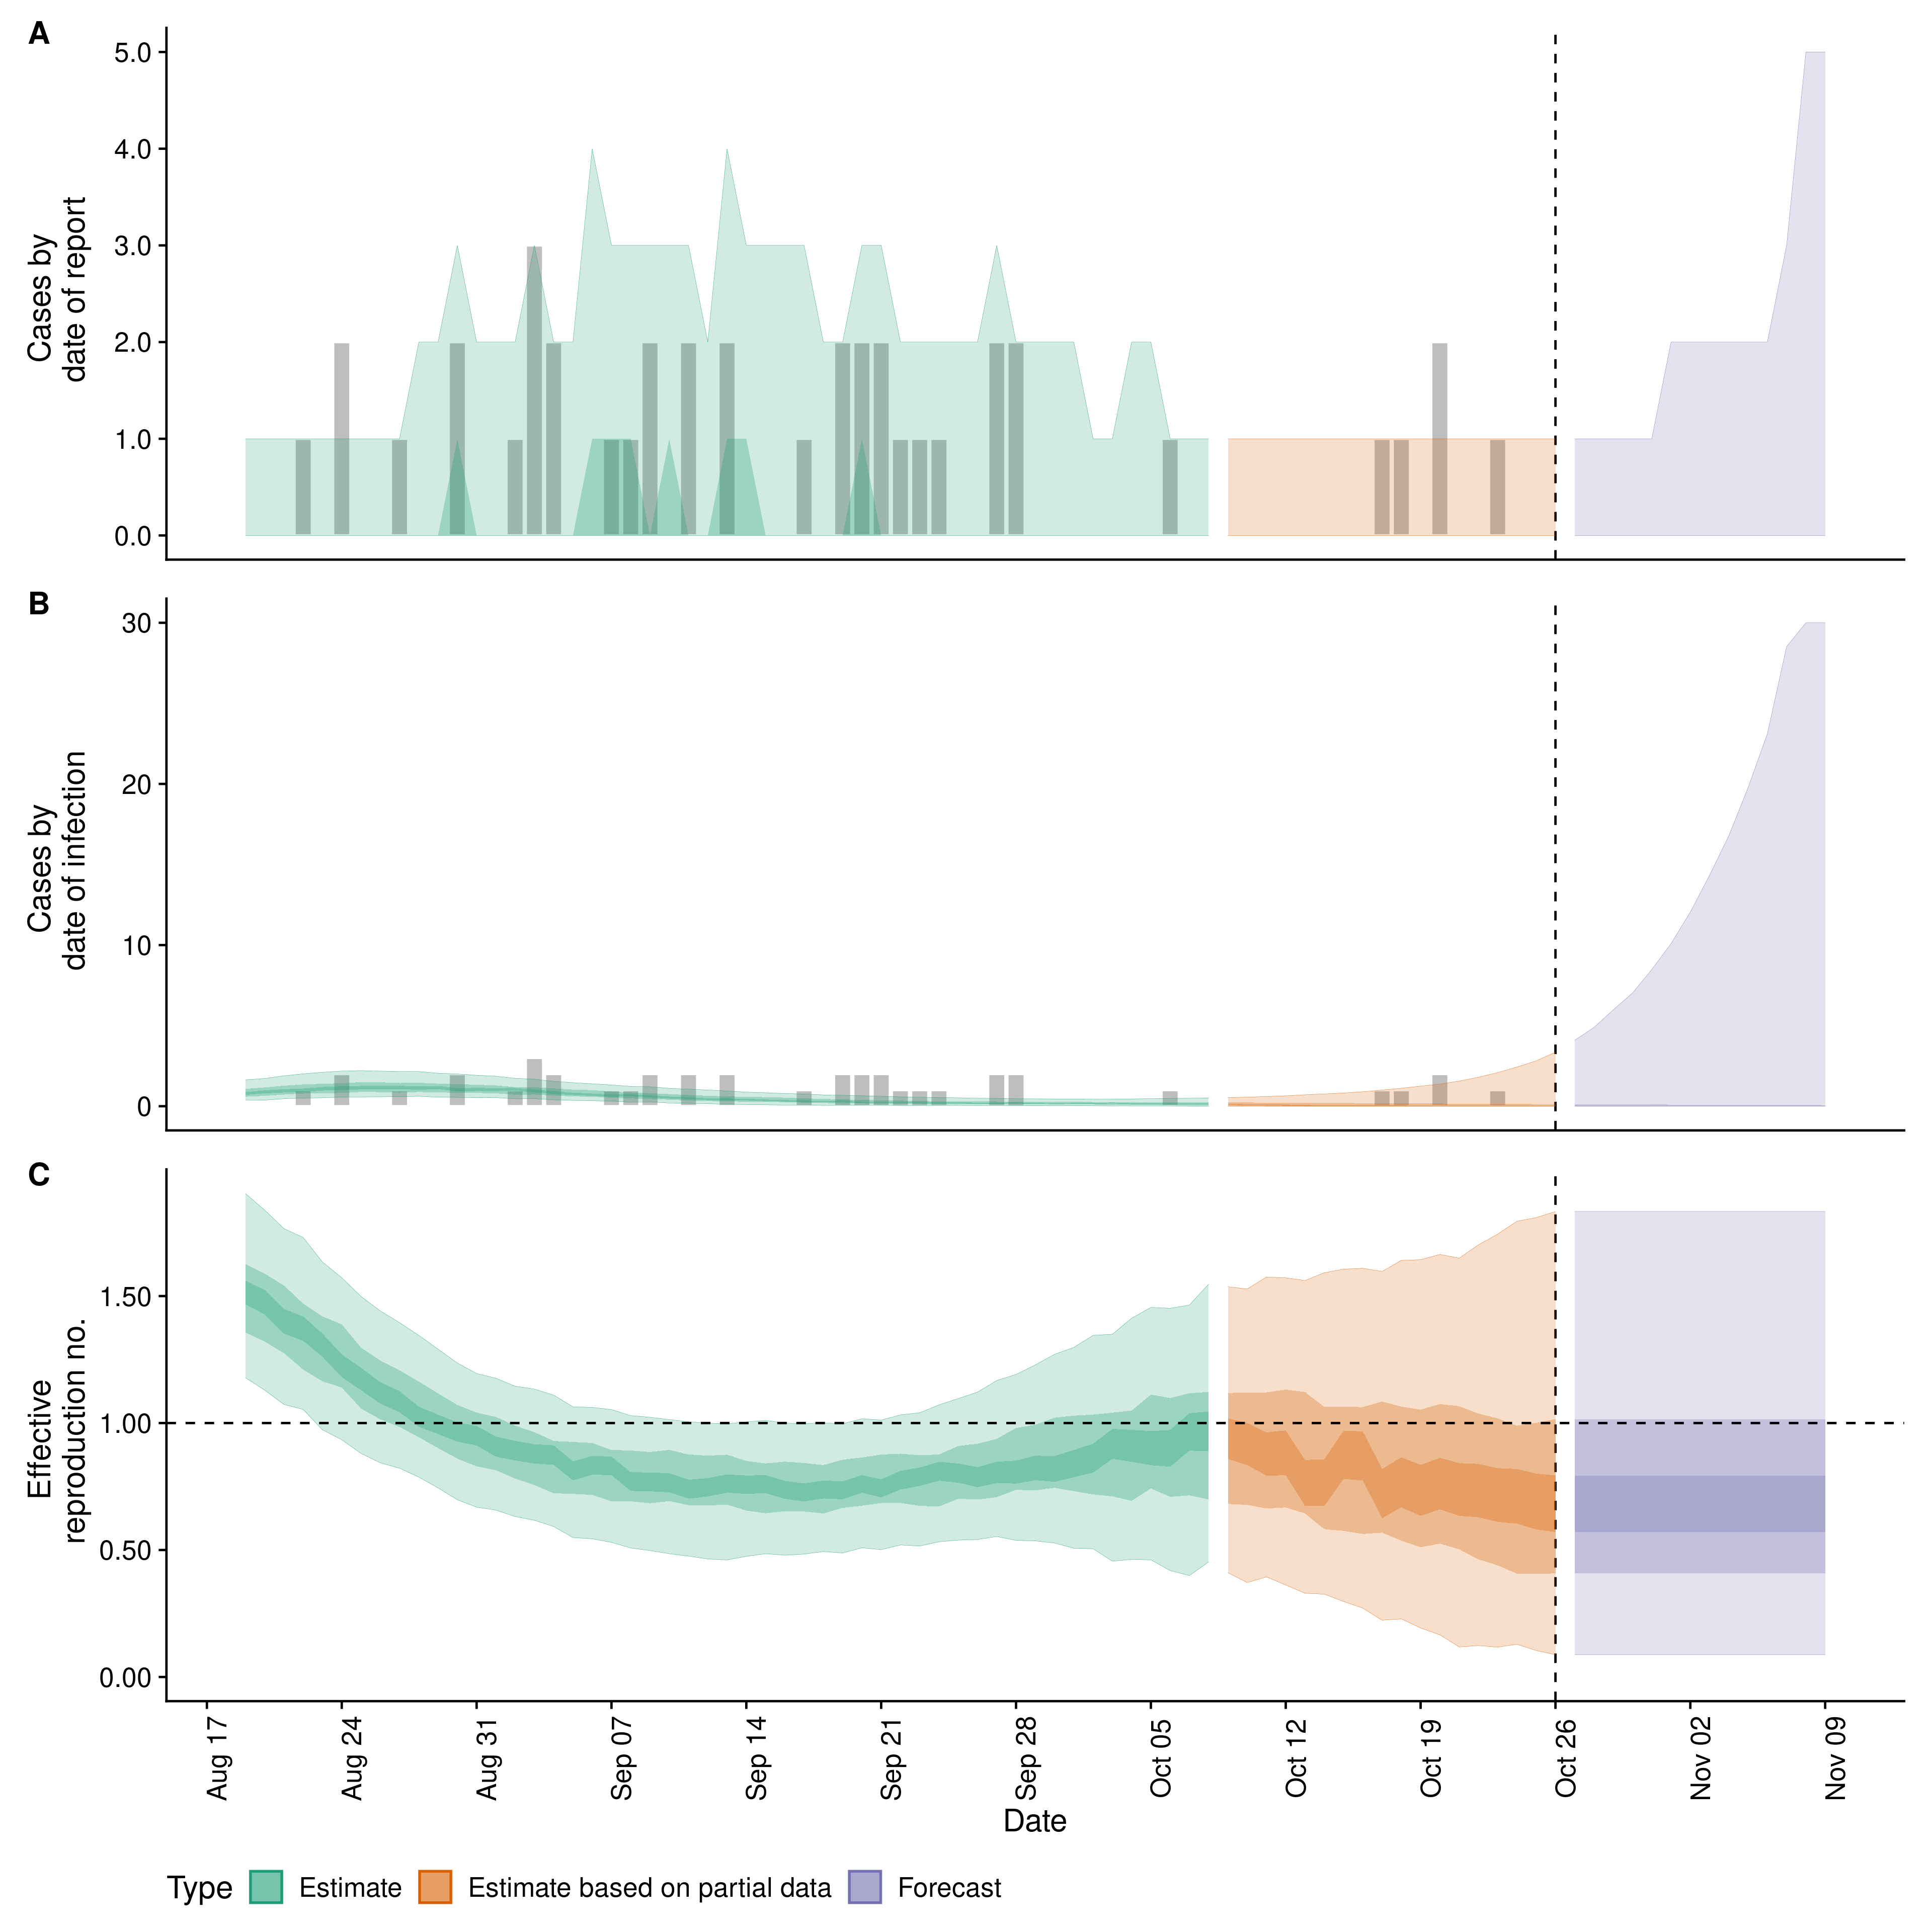 A
5.0
4.0
3.0
2.0
1.0
0.0
Cases by
date of report
B
30
20
10
0
Cases by
date of infection
C
1.50
1.00
0.50
0.00
Effective
reproduction no.
Aug 17
Aug 24
Aug 31
Sep 07
Sep 14
Sep 21
Sep 28
Oct 05
Oct 12
Oct 19
Oct 26
Nov 02
Nov 09
Date
Type Estimate Estimate based on partial data Forecast